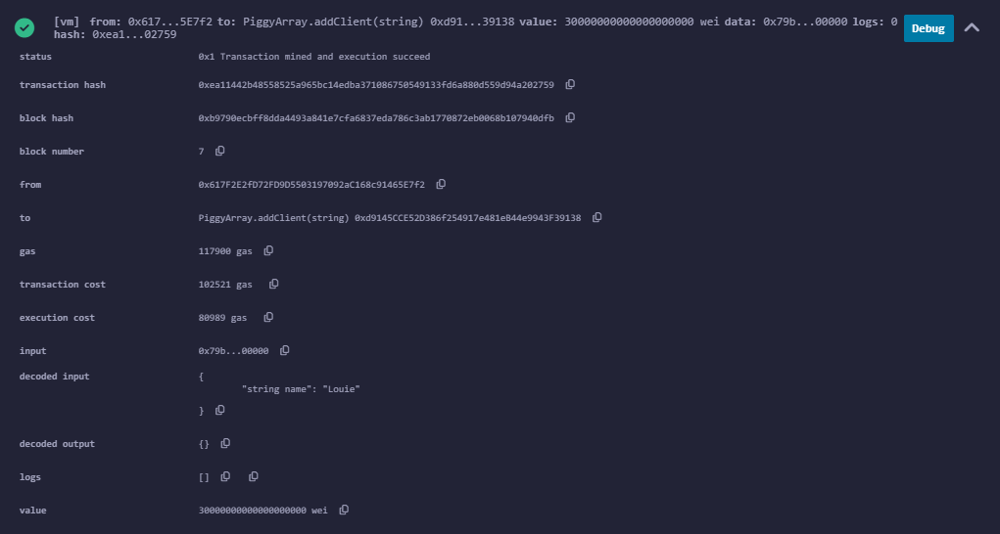 [vm] from: 0x617...5E7f2 to: PiggyArray.addClient(string) 0xd91...39138 value: 30000000000000000000 wei data: 0x79b...00000 logs: 0
hash: 0xea1...02759
Debug
status 0x1 Transaction mined and execution succeed
transaction hash 0xea11442b48558525a965bc14edba371086750549133fd6a880d559d94a202759
block hash 0xb9790ecbff8dda4493a841e7cfa6837eda786c3ab1770872eb0068b107940dfb
block number 7
from 0x617F2E2fD72FD9D5503197092aC168c91465E7f2
to PiggyArray.addClient(string) 0xd9145CCE52D386f254917e481eB44e9943F39138
gas 117900 gas
transaction cost 102521 gas
execution cost 80989 gas
input 0x79b...00000
decoded input {
"string name": "Louie"
}
decoded output {}
logs []
value 30000000000000000000 wei